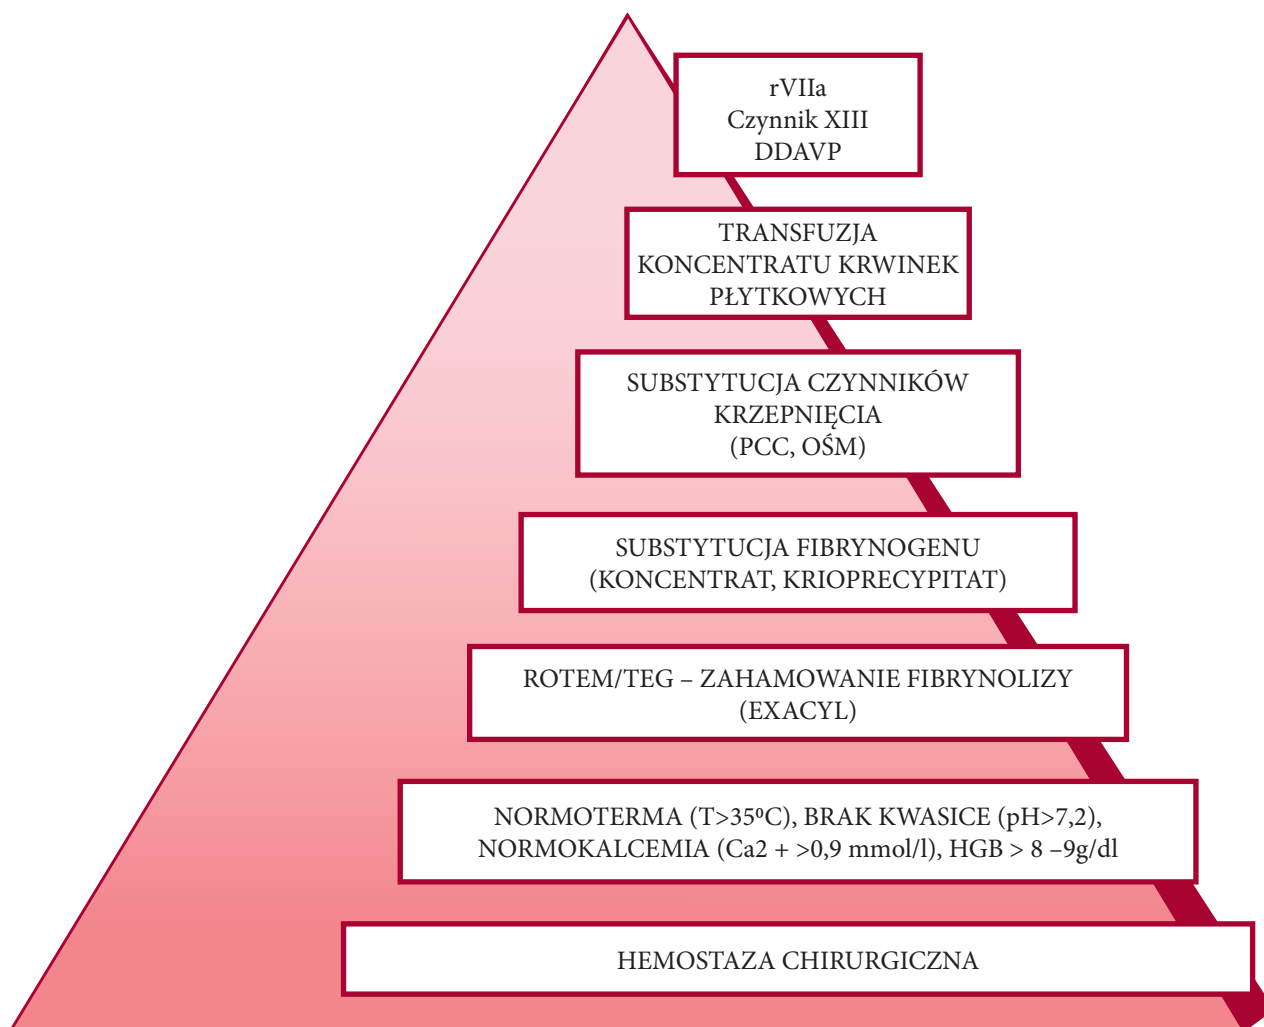 rVIIa
Czynnik XIII
DDAVP
TRANSFUZJA
KONCENTRATU KRWINEK
PŁYTKOWYCH
SUBSTYTUCJA CZYNNIKÓW
KRZEPNIĘCIA
(PCC, OŚM)
SUBSTYTUCJA FIBRYNOGENU
(KONCENTRAT, KRIOPRECYPITAT)
ROTEM/TEG – ZAHAMOWANIE FIBRYNOLIZY
(EXACYL)
NORMOTERMA (T>35⁰C), BRAK KWASICE (pH>7,2),
NORMOKALCEMIA (Ca2 + >0,9 mmol/l), HGB > 8 –9g/dl
HEMOSTAZA CHIRURGICZNA